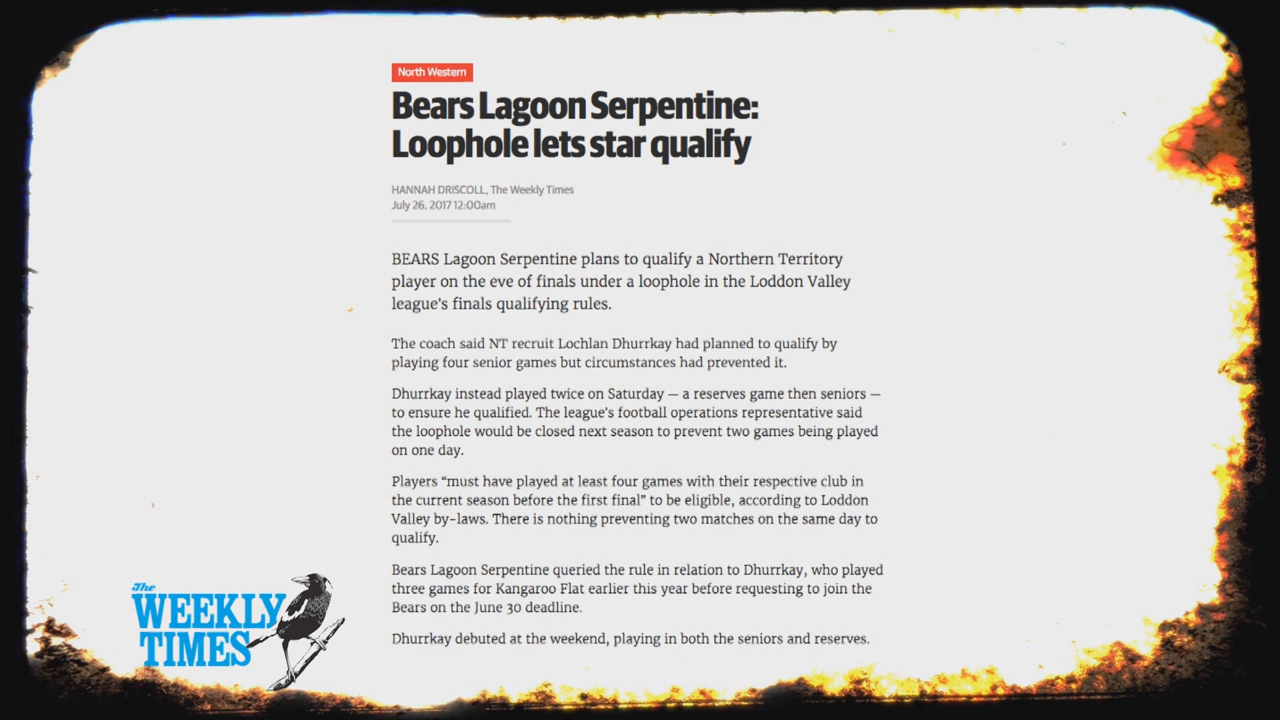 North Western
Bears Lagoon Serpentine:
Loophole lets star qualify
HANNAH DRISCOLL, The Weekly Times
July 26, 2017 12:00am
BEARS Lagoon Serpentine plans to qualify a Northern Territory
player on the eve of finals under a loophole in the Loddon Valley
league's finals qualifying rules.
The coach said NT recruit Lochlan Dhurrkay had planned to qualify by
playing four senior games but circumstances had prevented it.
Dhurrkay instead played twice on Saturday — a reserves game then seniors —
to ensure he qualified. The league's football operations representative said
the loophole would be closed next season to prevent two games being played
on one day.
Players “must have played at least four games with their respective club in
the current season before the first final” to be eligible, according to Loddon
Valley by-laws. There is nothing preventing two matches on the same day to
qualify.
Bears Lagoon Serpentine queried the rule in relation to Dhurrkay, who played
three games for Kangaroo Flat earlier this year before requesting to join the
Bears on the June 30 deadline.
Dhurrkay debuted at the weekend, playing in both the seniors and reserves.
The
WEEKLY
TIMES